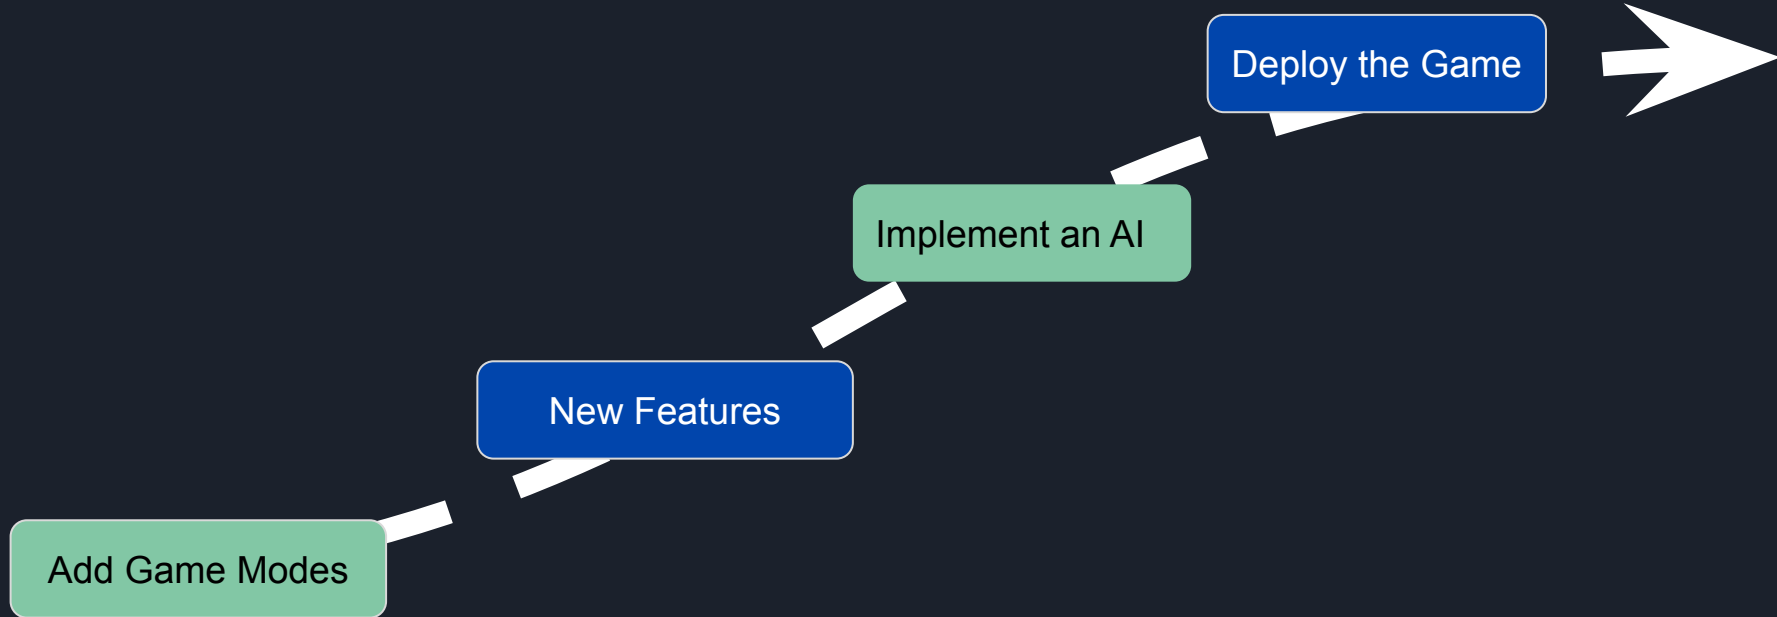 Deploy the Game
Implement an AI
New Features
Add Game Modes